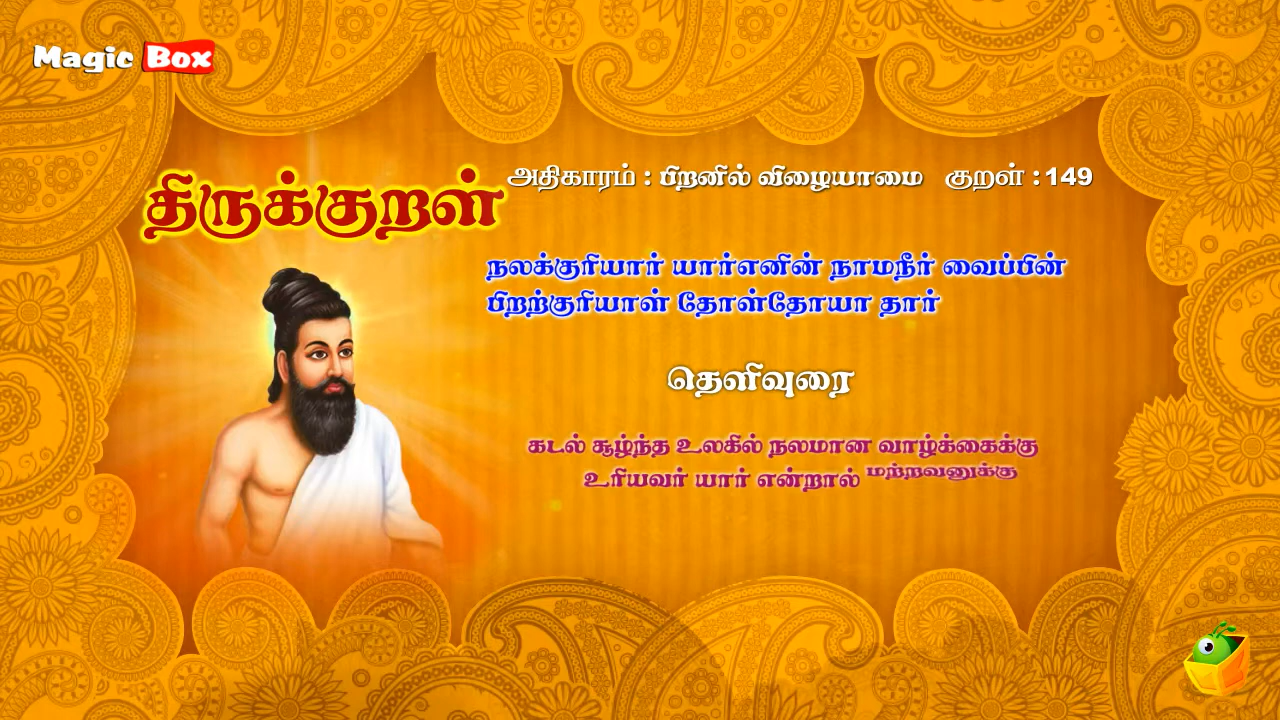 Magic Box
திருக்குறள்
அதிகாரம் : பிறனில் விழையாமை குறள் : 149
நலக்குரியார் யார்எனின் நாமநீர் வைப்பின்
பிறற்குரியாள் தோள்தோயா தார்
தெளிவுரை
கடல் சூழ்ந்த உலகில் நலமான வாழ்க்கைக்கு
உரியவர் யார் என்றால் மற்றவனுக்கு